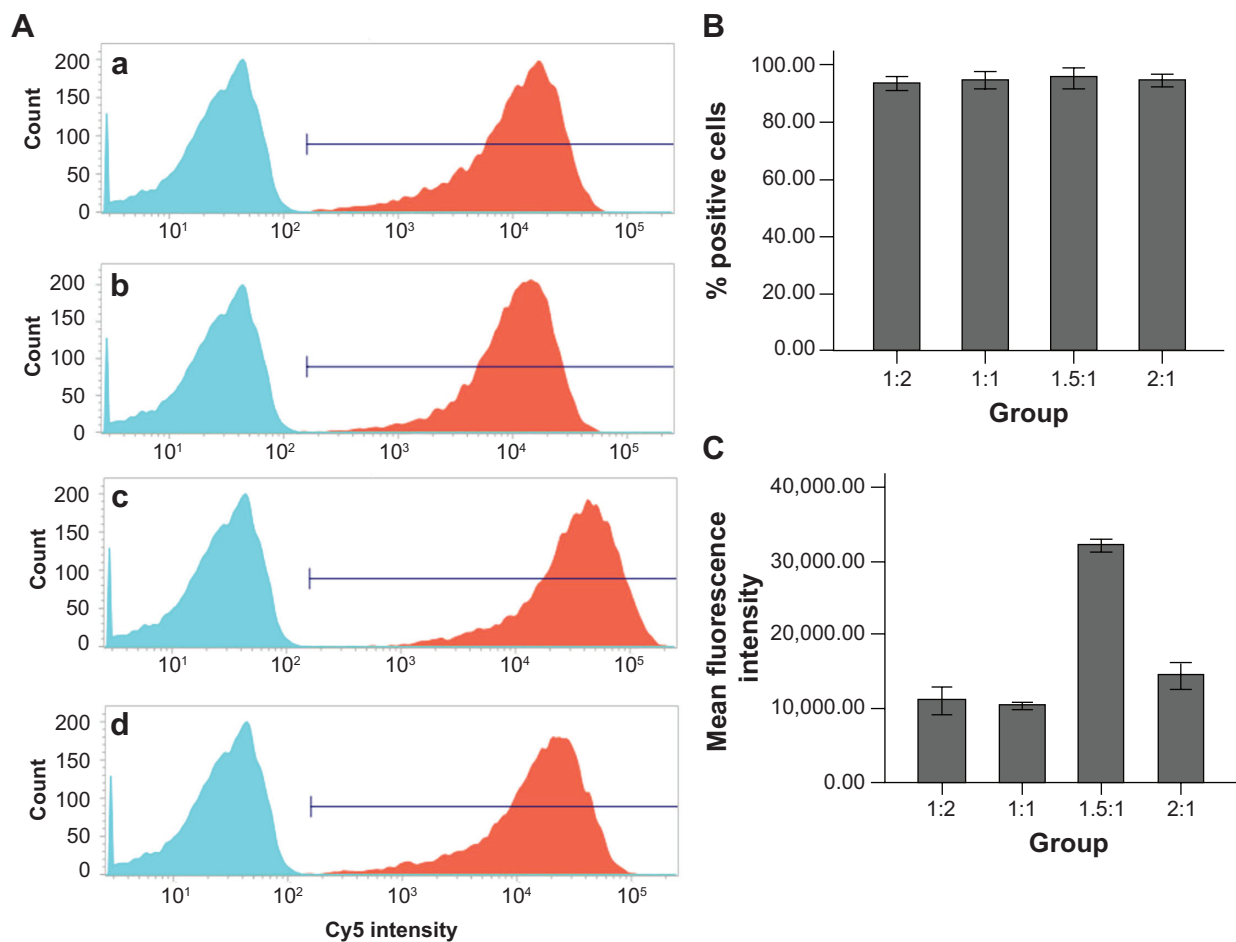 A
a
200
150
100
50
0
Count
10¹ 10² 10³ 10⁴ 10⁵
b
200
150
100
50
0
Count
10¹ 10² 10³ 10⁴ 10⁵
c
200
150
100
50
0
Count
10¹ 10² 10³ 10⁴ 10⁵
d
200
150
100
50
0
Count
10¹ 10² 10³ 10⁴ 10⁵
Cy5 intensity
B
100.00
80.00
60.00
40.00
20.00
0.00
% positive cells
1:2 1:1 1.5:1 2:1
Group
C
40,000.00
30,000.00
20,000.00
10,000.00
0.00
Mean fluorescence
intensity
1:2 1:1 1.5:1 2:1
Group